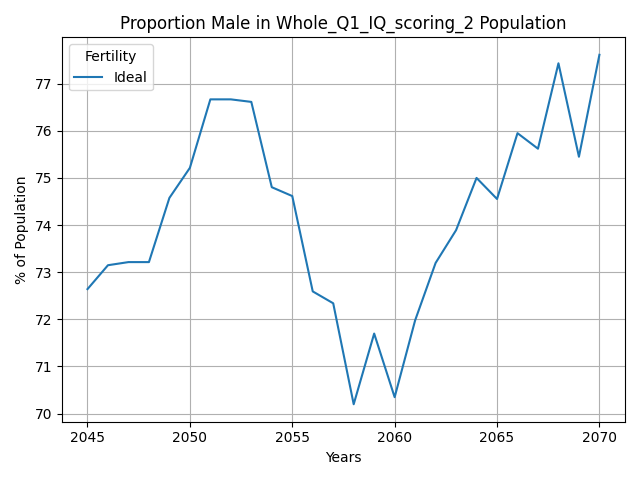 Proportion Male in Whole_Q1_IQ_scoring_2 Population
Fertility
Ideal
% of Population
77
76
75
74
73
72
71
70
2045
2050
2055
2060
2065
2070
Years